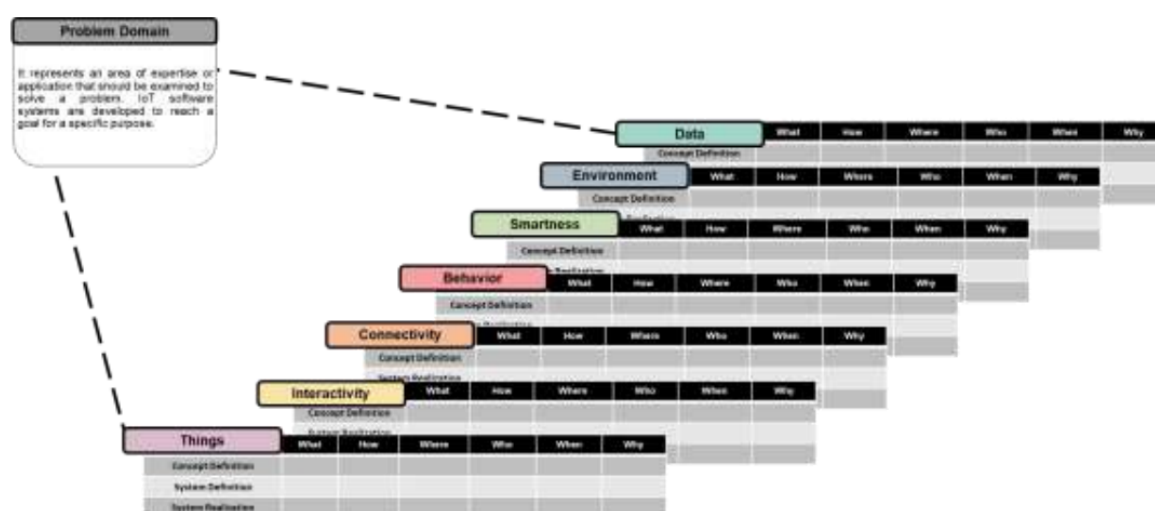 Problem Domain
It represents an area of expertise or
application that should be examined to
solve a problem. IoT software
systems are developed to reach a
goal for a specific purpose.
Data What How Where Who When Why
Concept Definition
Environment What How Where Who When Why
Concept Definition
Smartness What How Where Who When Why
Concept Definition
Realization
Behavior What How Where Who When Why
Concept Definition
Connectivity What How Where Who When Why
Concept Definition
System Realization
Interactivity What How Where Who When Why
Concept Definition
System Realization
Things What How Where Who When Why
Concept Definition
System Definition
System Realization